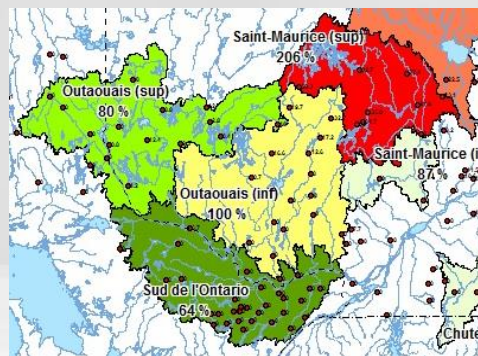 Saint-Maurice (sup)
206 %
Outaouais (sup)
80 %
Saint-Maurice (i
87 %
Outaouais (inf)
100 %
Sud de l'Ontario
64 %
Chute